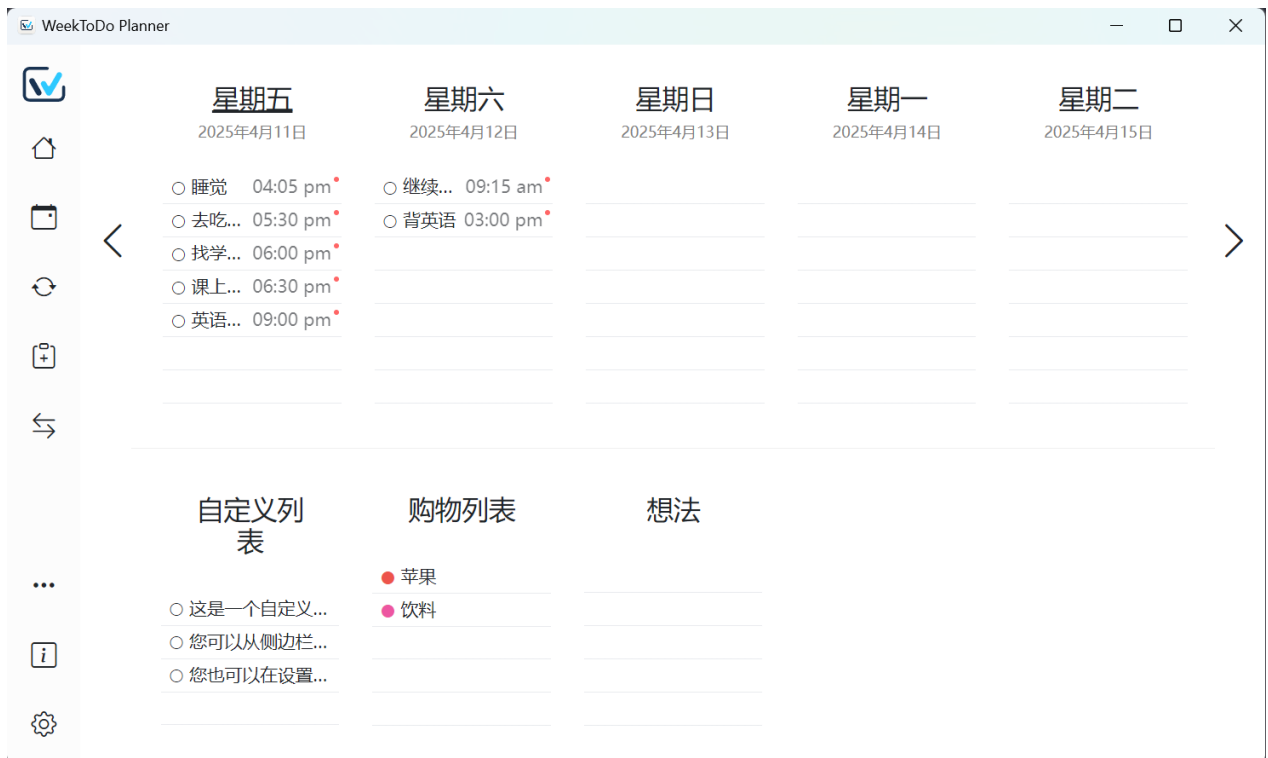 WeekToDo Planner
星期五 星期六 星期日 星期一 星期二
2025年4月11日 2025年4月12日 2025年4月13日 2025年4月14日 2025年4月15日
睡觉 04:05 pm 继续... 09:15 am
去吃... 05:30 pm 背英语 03:00 pm
找学... 06:00 pm
课上... 06:30 pm
英语... 09:00 pm
自定义列
表
购物列表
想法
这是一个自定义...
您可以从侧边栏...
您也可以在设置...
苹果
饮料